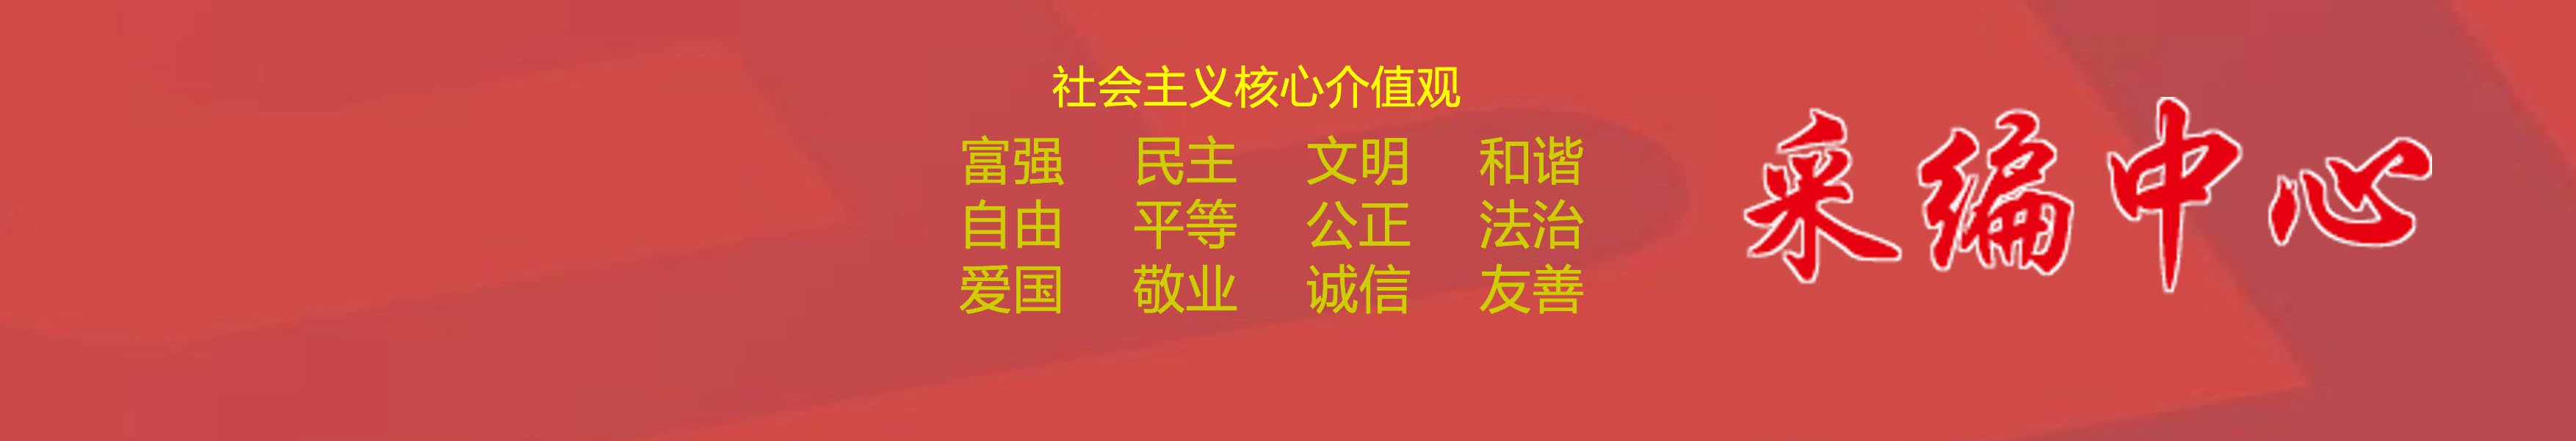 社会主义核心介值观
富强 民主 文明 和谐
自由 平等 公正 法治
爱国 敬业 诚信 友善
采编中心